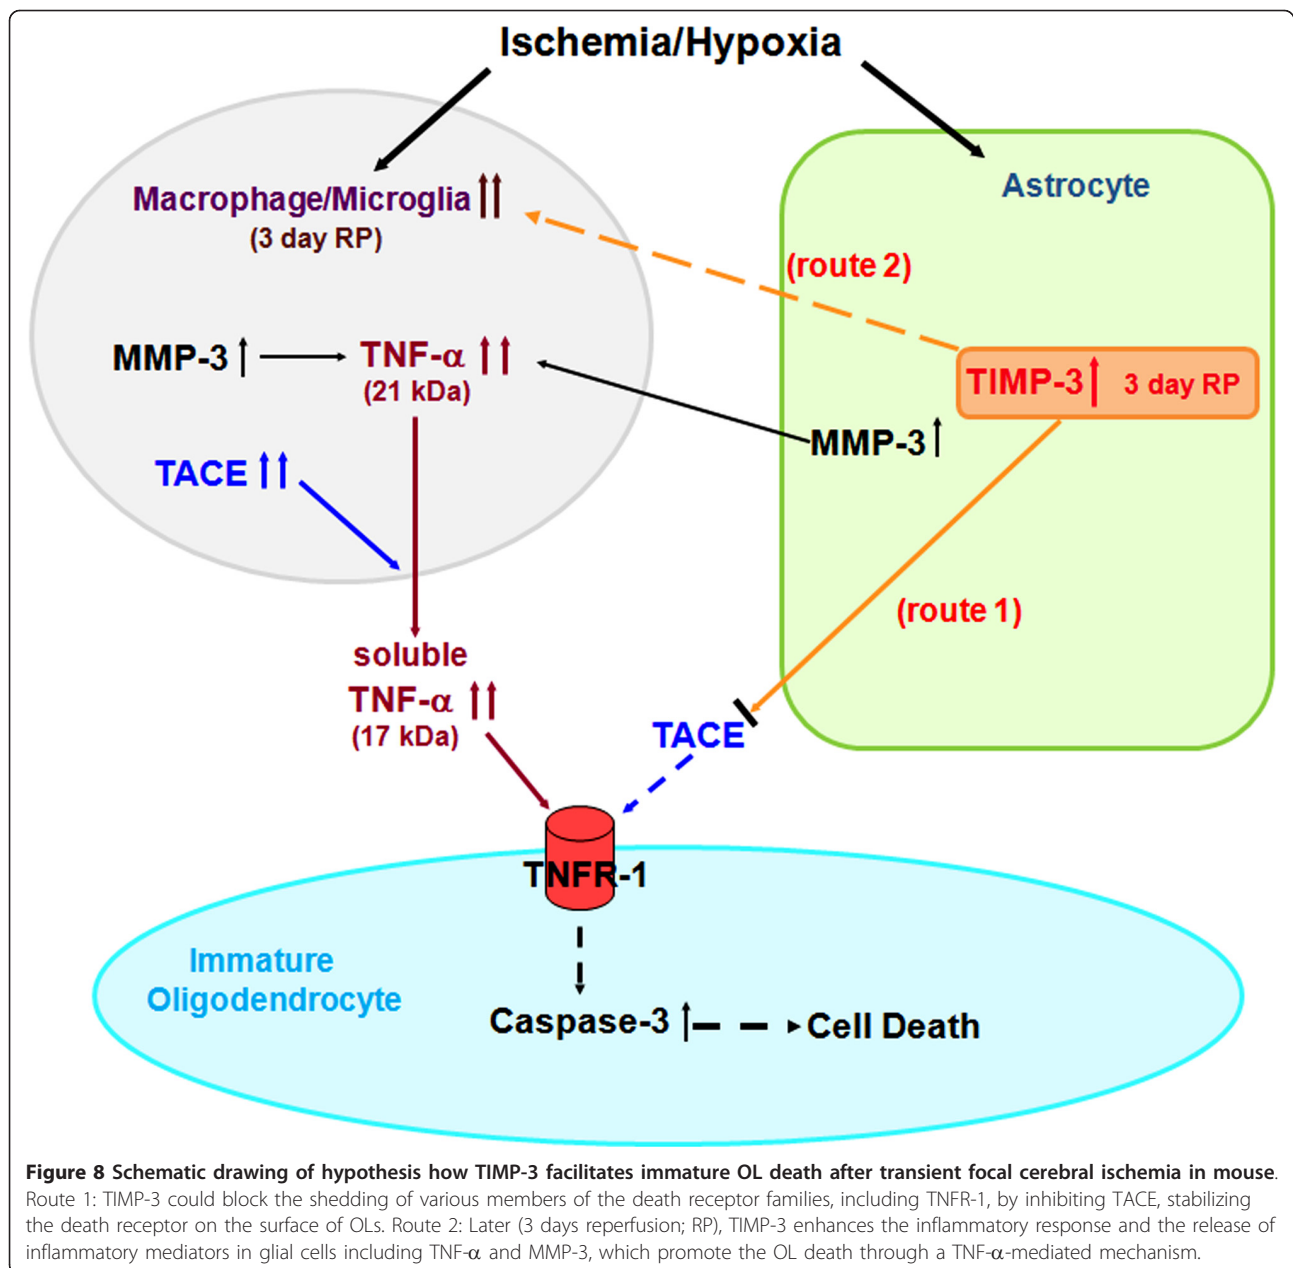 Ischemia/Hypoxia
Macrophage/Microglia
(3 day RP)
Astrocyte
(route 2)
MMP-3
TNF-α
(21 kDa)
TIMP-3 3 day RP
MMP-3
TACE
(route 1)
soluble
TNF-α
(17 kDa)
TACE
TNFR-1
Immature
Oligodendrocyte
Caspase-3
Cell Death
Figure 8 Schematic drawing of hypothesis how TIMP-3 facilitates immature OL death after transient focal cerebral ischemia in mouse.
Route 1: TIMP-3 could block the shedding of various members of the death receptor families, including TNFR-1, by inhibiting TACE, stabilizing
the death receptor on the surface of OLs. Route 2: Later (3 days reperfusion; RP), TIMP-3 enhances the inflammatory response and the release of
inflammatory mediators in glial cells including TNF-α and MMP-3, which promote the OL death through a TNF-α-mediated mechanism.